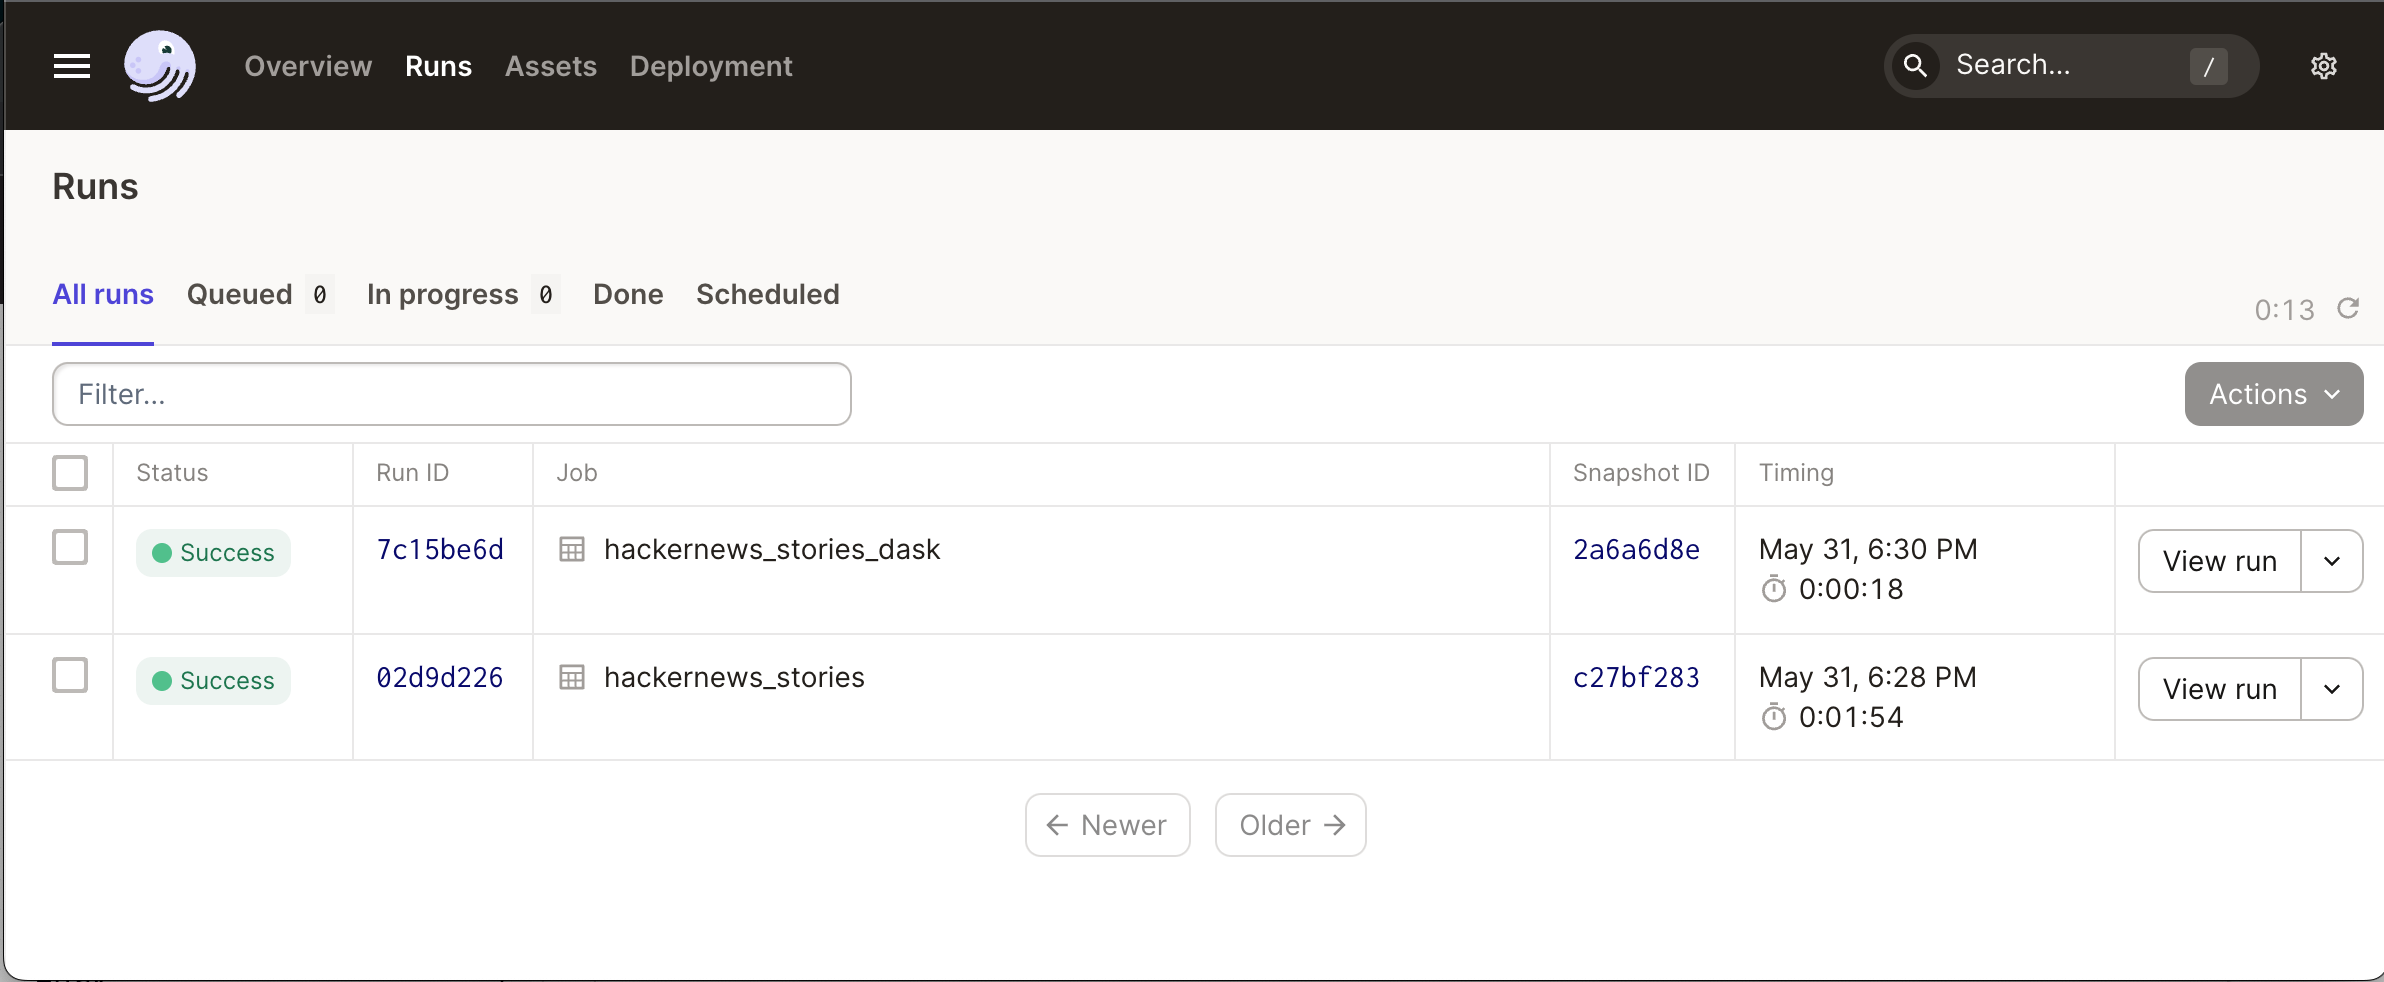 Overview Runs Assets Deployment Search... /
Runs
All runs Queued 0 In progress 0 Done Scheduled 0:13
Filter... Actions
Status Run ID Job Snapshot ID Timing
Success 7c15be6d hackernews_stories_dask 2a6a6d8e May 31, 6:30 PM View run
0:00:18
Success 02d9d226 hackernews_stories c27bf283 May 31, 6:28 PM View run
0:01:54
← Newer Older →